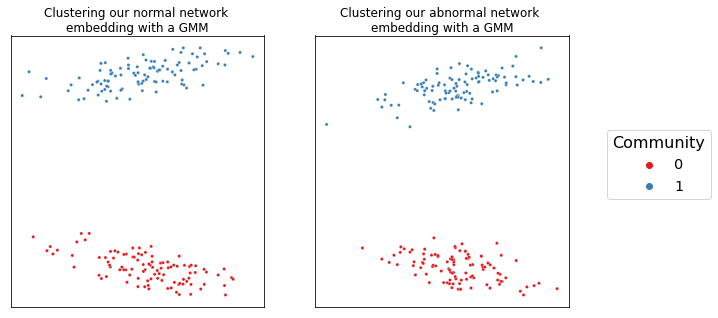 Clustering our normal network
embedding with a GMM
Clustering our abnormal network
embedding with a GMM
Community
0
1